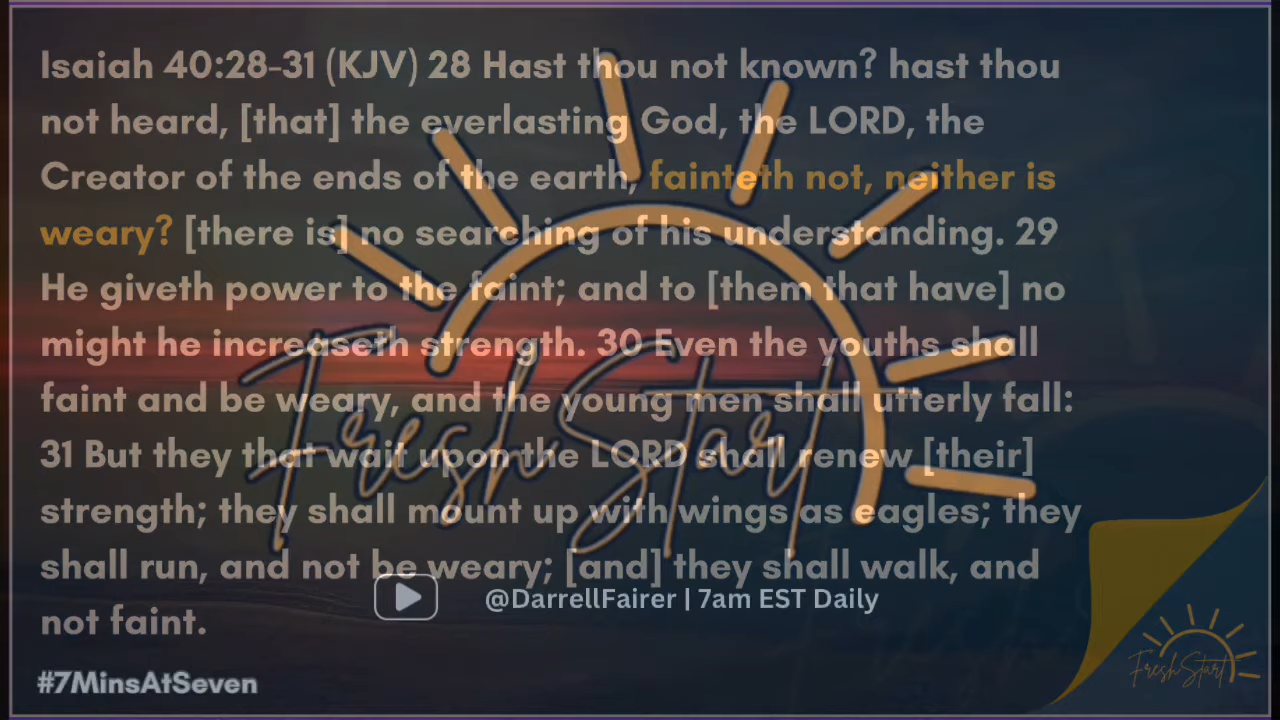 Isaiah 40:28-31 (KJV) 28 Hast thou not known? hast thou
not heard, [that] the everlasting God, the LORD, the
Creator of the ends of the earth, fainteth not, neither is
weary? [there is] no searching of his understanding. 29
He giveth power to the faint; and to [them that have] no
might he increaseth strength. 30 Even the youths shall
faint and be weary, and the young men shall utterly fall:
31 But they that wait upon the LORD shall renew [their]
strength; they shall mount up with wings as eagles; they
shall run, and not be weary; [and] they shall walk, and
not faint.
Fresh Start
@DarrellFairer | 7am EST Daily
#7MinsAtSeven
Fresh Start